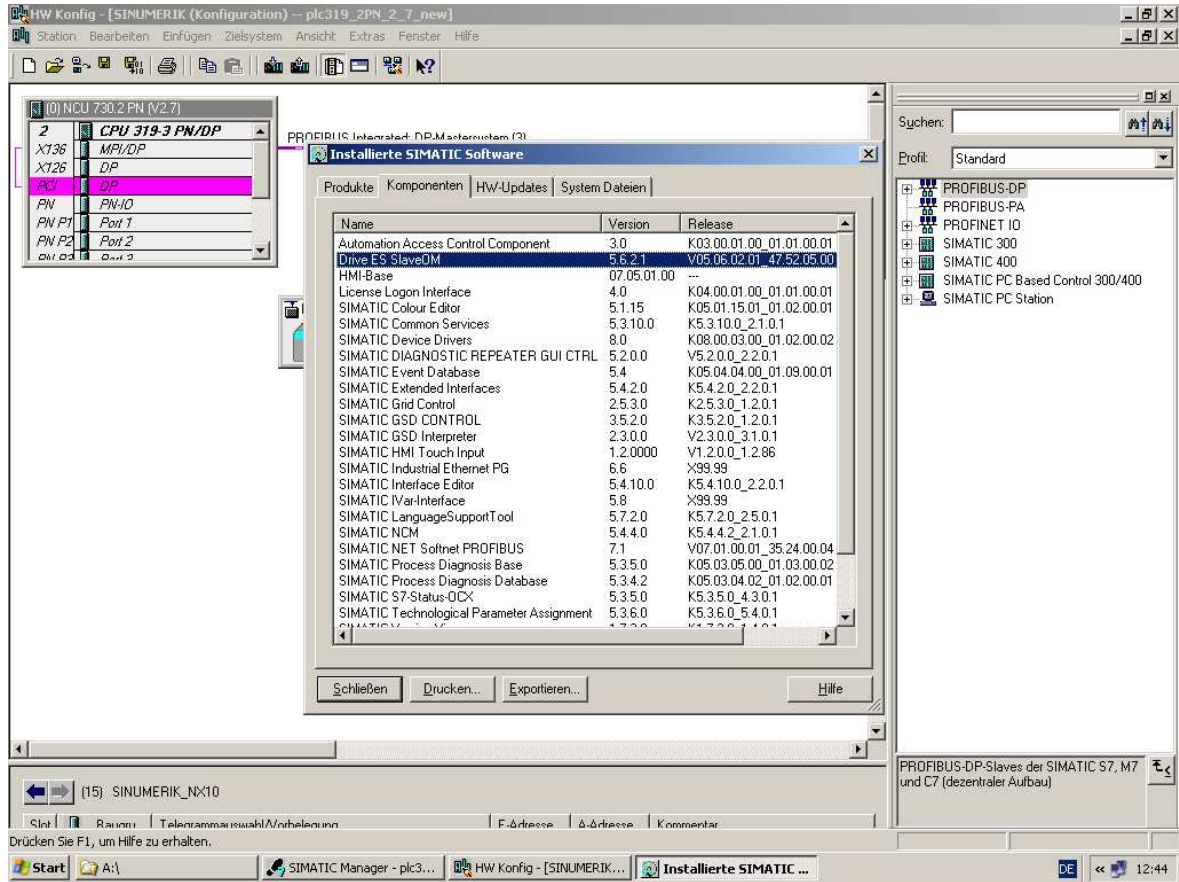 HW Konfig - [SINUMERIK (Konfiguration) -- plc319_2PN_2_7_new]
Station Bearbeiten Einfügen Zielsystem Ansicht Extras Fenster Hilfe
(0) NCU 730.2 PN (V2.7)
2 CPU 319-3 PN/DP
X136 MPI/DP
X126 DP
PCI DP
PN PN-IO
PN P1 Port 1
PN P2 Port 2
PROFIBUS Integrated: DP-Mastersystem (3)
Installierte SIMATIC Software
Produkte Komponenten HW-Updates System Dateien
Name Version Release
Automation Access Control Component 3.0 K03.00.01.00_01.01.00.01
Drive ES SlaveOM 5.6.2.1 V05.06.02.01_47.52.05.00
HMI-Base 07.05.01.00 ---
License Logon Interface 4.0 K04.00.01.00_01.01.00.01
SIMATIC Colour Editor 5.1.15 K05.01.15.01_01.02.00.01
SIMATIC Common Services 5.3.10.0 K5.3.10.0_2.1.0.1
SIMATIC Device Drivers 8.0 K08.00.03.00_01.02.00.02
SIMATIC DIAGNOSTIC REPEATER GUI CTRL 5.2.0.0 V5.2.0.0_2.2.0.1
SIMATIC Event Database 5.4 K05.04.04.00_01.09.00.01
SIMATIC Extended Interfaces 5.4.2.0 K5.4.2.0_2.2.0.1
SIMATIC Grid Control 2.5.3.0 K2.5.3.0_1.2.0.1
SIMATIC GSD CONTROL 3.5.2.0 K3.5.2.0_1.2.0.1
SIMATIC GSD Interpreter 2.3.0.0 V2.3.0.0_3.1.0.1
SIMATIC HMI Touch Input 1.2.0000 V1.2.0.0_1.2.86
SIMATIC Industrial Ethernet PG 6.6 X99.99
SIMATIC Interface Editor 5.4.10.0 K5.4.10.0_2.2.0.1
SIMATIC IVar-Interface 5.8 X99.99
SIMATIC LanguageSupportTool 5.7.2.0 K5.7.2.0_2.5.0.1
SIMATIC NCM 5.4.4.0 K5.4.4.2_2.1.0.1
SIMATIC NET Softnet PROFIBUS 7.1 V07.01.00.01_35.24.00.04
SIMATIC Process Diagnosis Base 5.3.5.0 K05.03.05.00_01.03.00.02
SIMATIC Process Diagnosis Database 5.3.4.2 K05.03.04.02_01.02.00.01
SIMATIC S7-Status-OCX 5.3.5.0 K5.3.5.0_4.3.0.1
SIMATIC Technological Parameter Assignment 5.3.6.0 K5.3.6.0_5.4.0.1
Schließen Drucken... Exportieren... Hilfe
Suchen:
Profil: Standard
PROFIBUS-DP
PROFIBUS-PA
PROFINET IO
SIMATIC 300
SIMATIC 400
SIMATIC PC Based Control 300/400
SIMATIC PC Station
PROFIBUS-DP-Slaves der SIMATIC S7, M7
und C7 (dezentraler Aufbau)
(15) SINUMERIK_NX10
Slot Baugru Telegrammauswahl/Vorbelegung E-Adresse A-Adresse Kommentar
Drücken Sie F1, um Hilfe zu erhalten.
Start A:\ SIMATIC Manager - plc3... HW Konfig - [SINUMERIK... Installierte SIMATIC ... DE « 12:44